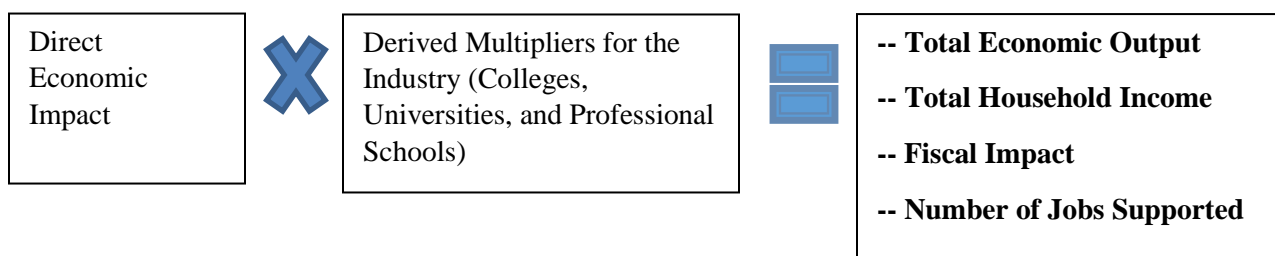 Direct
Economic
Impact
Derived Multipliers for the
Industry (Colleges,
Universities, and Professional
Schools)
-- Total Economic Output
-- Total Household Income
-- Fiscal Impact
-- Number of Jobs Supported